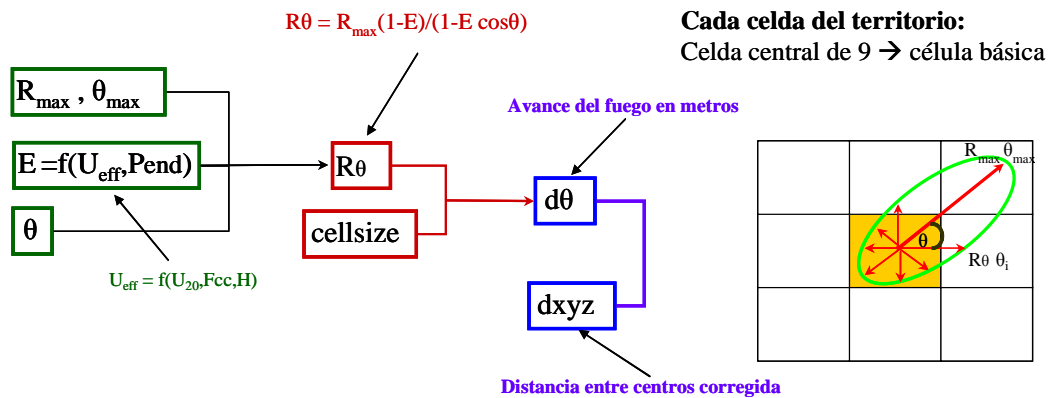 Rθ = Rmax(1-E)/(1-E cosθ)
Cada celda del territorio:
Celda central de 9 → célula básica
Rmax , θmax
Avance del fuego en metros
E =f(Ueff,Pend)
Rθ
dθ
θ
cellsize
Ueff = f(U20,Fcc,H)
dxyz
Distancia entre centros corregida
Rmax θmax
θ
Rθ θi